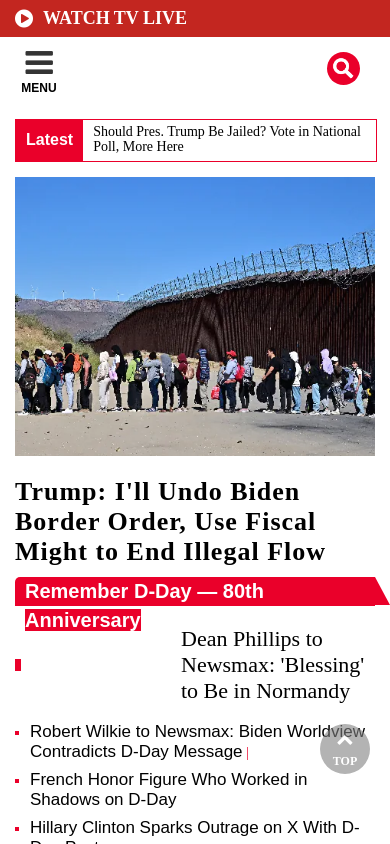 WATCH TV LIVE
MENU
Latest
Should Pres. Trump Be Jailed? Vote in National
Poll, More Here
Trump: I'll Undo Biden
Border Order, Use Fiscal
Might to End Illegal Flow
Remember D-Day — 80th
Anniversary
Dean Phillips to
Newsmax: 'Blessing'
to Be in Normandy
Robert Wilkie to Newsmax: Biden Worldview
Contradicts D-Day Message |
French Honor Figure Who Worked in
Shadows on D-Day
Hillary Clinton Sparks Outrage on X With D-
TOP